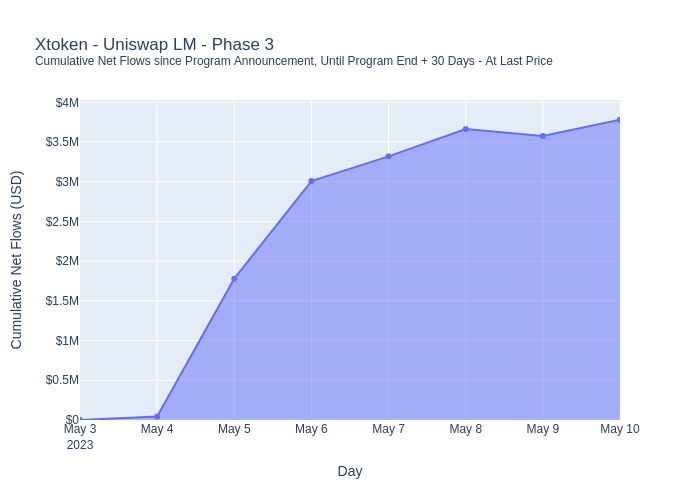 Xtoken - Uniswap LM - Phase 3
Cumulative Net Flows since Program Announcement, Until Program End + 30 Days - At Last Price
$4M
$3.5M
$3M
$2.5M
$2M
$1.5M
$1M
$0.5M
$0
Cumulative Net Flows (USD)
May 3
2023
May 4
May 5
May 6
May 7
May 8
May 9
May 10
Day